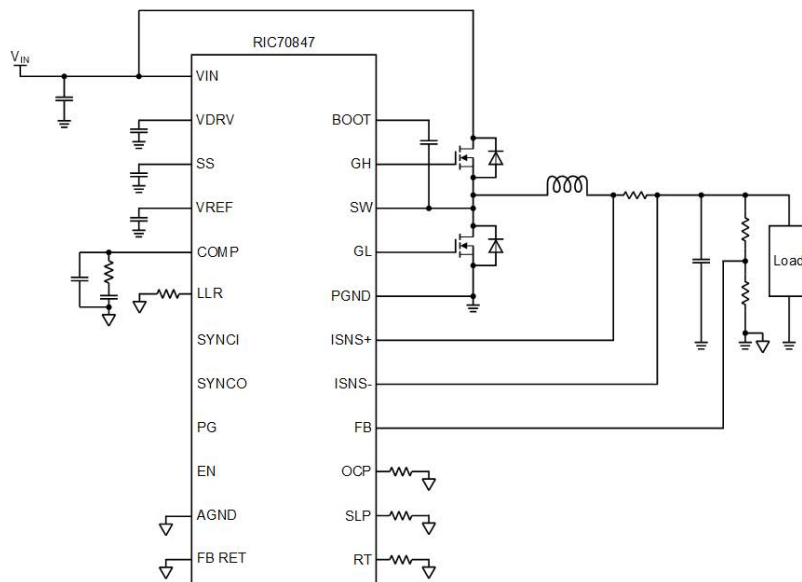 RIC70847
VIN
VIN
VDRV
SS
VREF
COMP
LLR
SYNCI
SYNCO
PG
EN
AGND
FB RET
BOOT
GH
SW
GL
PGND
ISNS+
ISNS-
FB
OCP
SLP
RT
Load